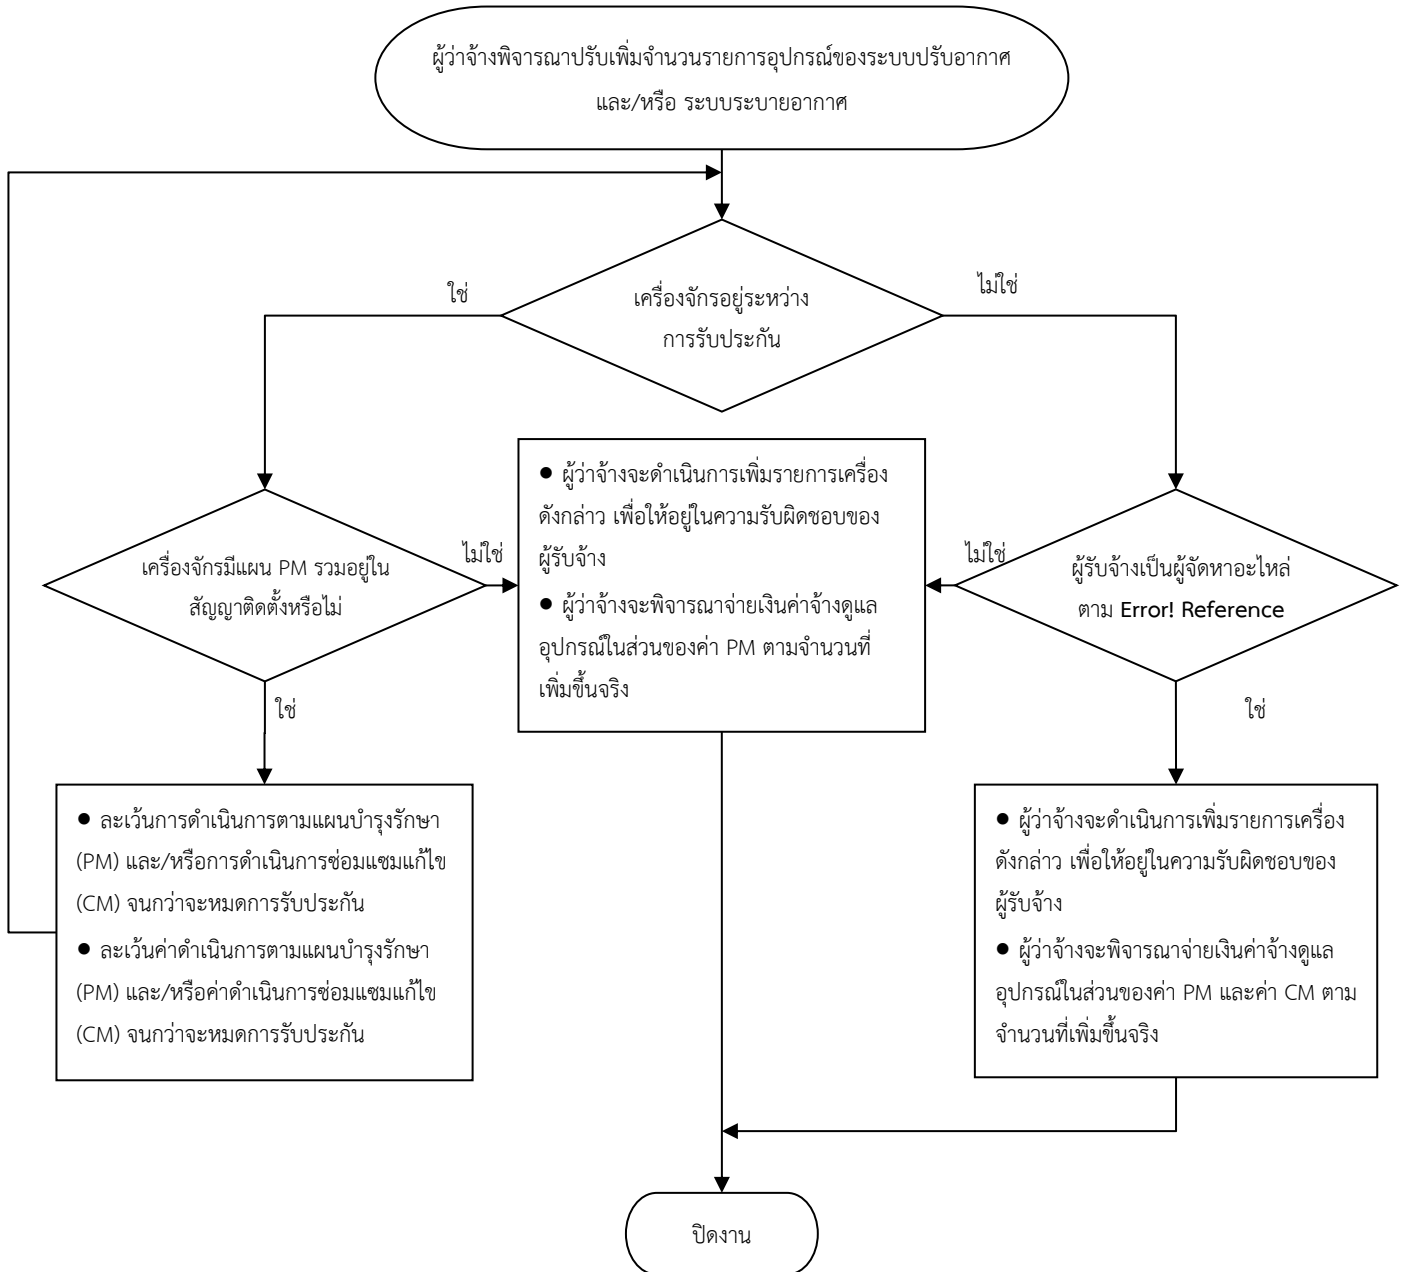 ผู้ว่าจ้างพิจารณาปรับเพิ่มจำนวนรายการอุปกรณ์ของระบบปรับอากาศ
และ/หรือ ระบบระบายอากาศ
ใช่
ไม่ใช่
เครื่องจักรอยู่ระหว่าง
การรับประกัน
เครื่องจักรมีแผน PM รวมอยู่ใน
สัญญาติดตั้งหรือไม่
ไม่ใช่
ใช่
● ผู้ว่าจ้างจะดำเนินการเพิ่มรายการเครื่อง
ดังกล่าว เพื่อให้อยู่ในความรับผิดชอบของ
ผู้รับจ้าง
● ผู้ว่าจ้างจะพิจารณาจ่ายเงินค่าจ้างดูแล
อุปกรณ์ในส่วนของค่า PM ตามจำนวนที่
เพิ่มขึ้นจริง
ไม่ใช่
ผู้รับจ้างเป็นผู้จัดหาอะไหล่
ตาม Error! Reference
ใช่
● ละเว้นการดำเนินการตามแผนบำรุงรักษา
(PM) และ/หรือการดำเนินการซ่อมแซมแก้ไข
(CM) จนกว่าจะหมดการรับประกัน
● ละเว้นค่าดำเนินการตามแผนบำรุงรักษา
(PM) และ/หรือค่าดำเนินการซ่อมแซมแก้ไข
(CM) จนกว่าจะหมดการรับประกัน
● ผู้ว่าจ้างจะดำเนินการเพิ่มรายการเครื่อง
ดังกล่าว เพื่อให้อยู่ในความรับผิดชอบของ
ผู้รับจ้าง
● ผู้ว่าจ้างจะพิจารณาจ่ายเงินค่าจ้างดูแล
อุปกรณ์ในส่วนของค่า PM และค่า CM ตาม
จำนวนที่เพิ่มขึ้นจริง
ปิดงาน